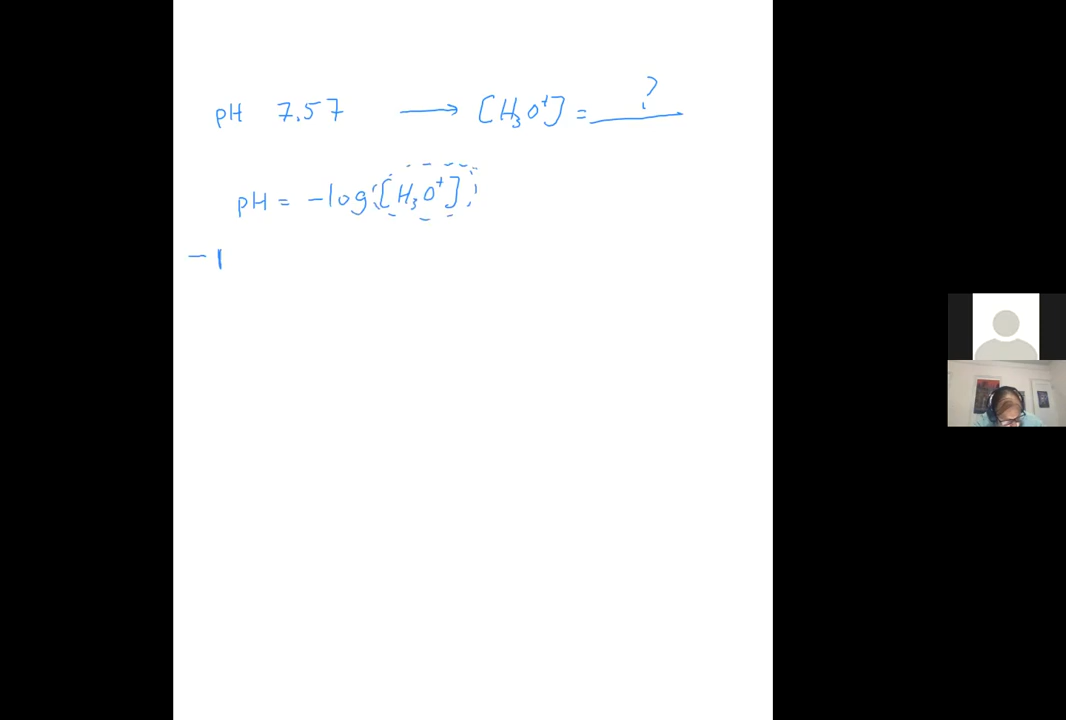 pH 7.57 ⟶ [H₃O⁺] = ?
pH = -log [H₃O⁺]
-1